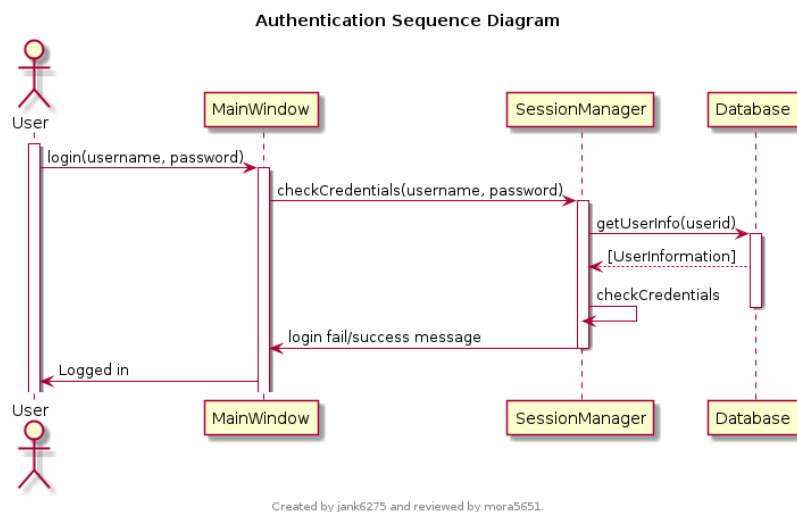 Authentication Sequence Diagram
User
MainWindow
SessionManager
Database
login(username, password)
checkCredentials(username, password)
getUserInfo(userid)
[UserInformation]
checkCredentials
login fail/success message
Logged in
User
MainWindow
SessionManager
Database
Created by jank6275 and reviewed by mora5651.